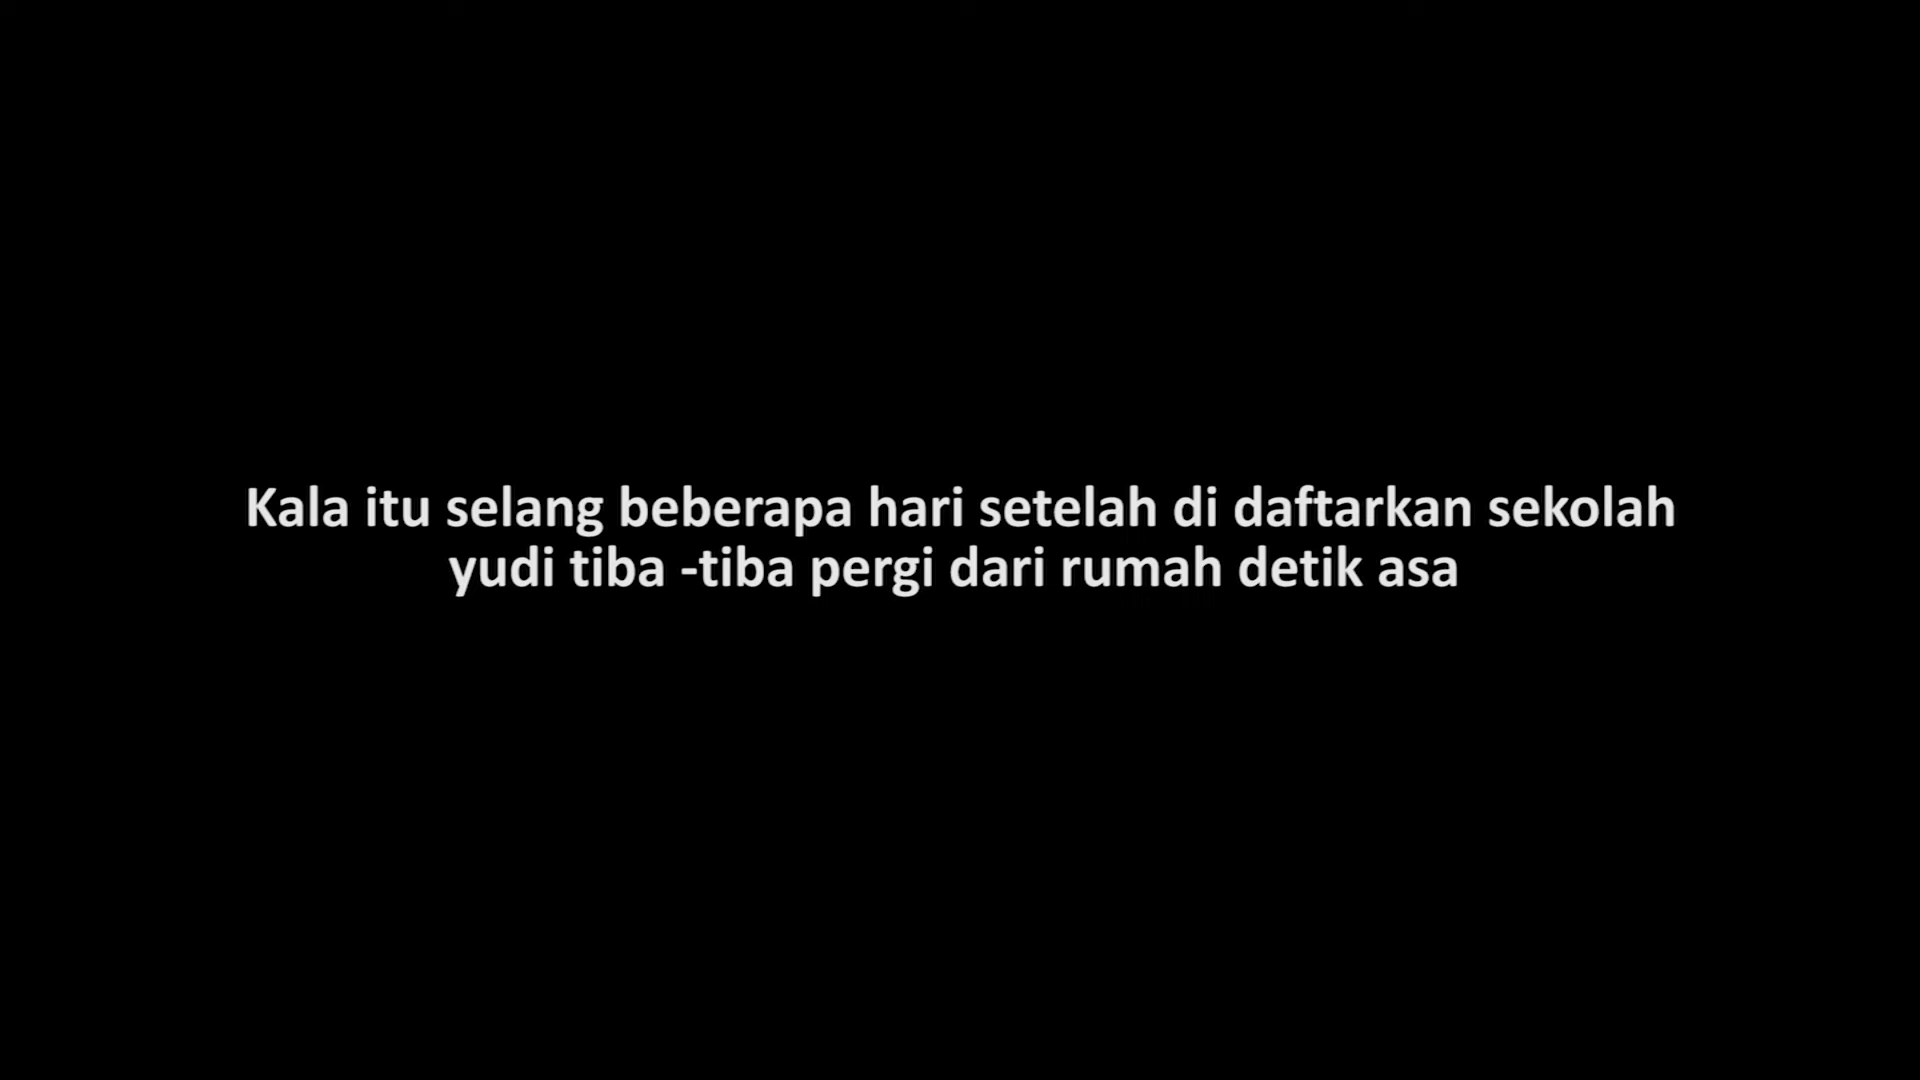 Kala itu selang beberapa hari setelah di daftarkan sekolah
yudi tiba -tiba pergi dari rumah detik asa